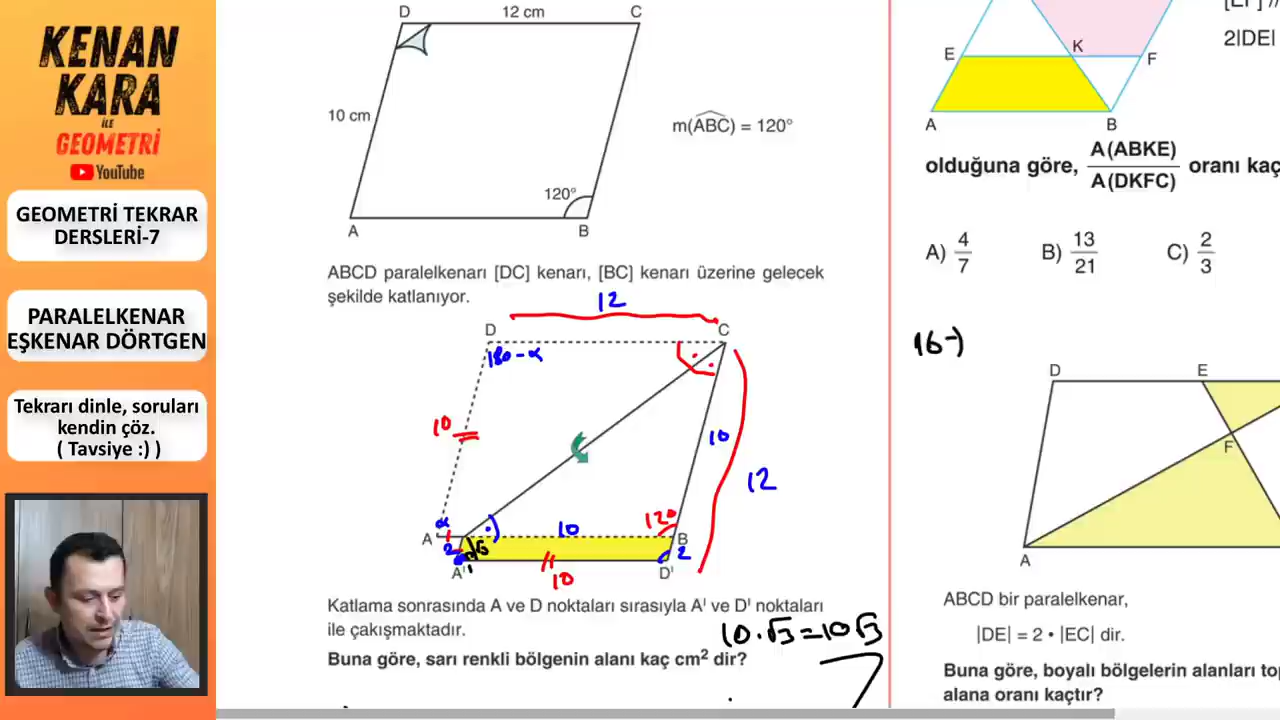 KENAN
KARA
İLE
GEOMETRİ
YouTube
GEOMETRİ TEKRAR
DERSLERİ-7
PARALELKENAR
EŞKENAR DÖRTGEN
Tekrarı dinle, soruları
kendin çöz.
( Tavsiye :) )
D 12 cm C
10 cm
m(ABC) = 120°
120°
A B
ABCD paralelkenarı [DC] kenarı, [BC] kenarı üzerine gelecek
şekilde katlanıyor.
12
D C
180-α
10
10
12
α 10 120
A B
2 √3 2
A' D'
10
Katlama sonrasında A ve D noktaları sırasıyla A' ve D' noktaları
ile çakışmaktadır.
10.√3=10√3
Buna göre, sarı renkli bölgenin alanı kaç cm² dir?
2|DE|
E K F
A B
olduğuna göre, A(ABKE)/A(DKFC) oranı kaç
A) 4/7 B) 13/21 C) 2/3
16-)
D E
F
A
ABCD bir paralelkenar,
|DE| = 2 • |EC| dir.
Buna göre, boyalı bölgelerin alanları top
alana oranı kaçtır?